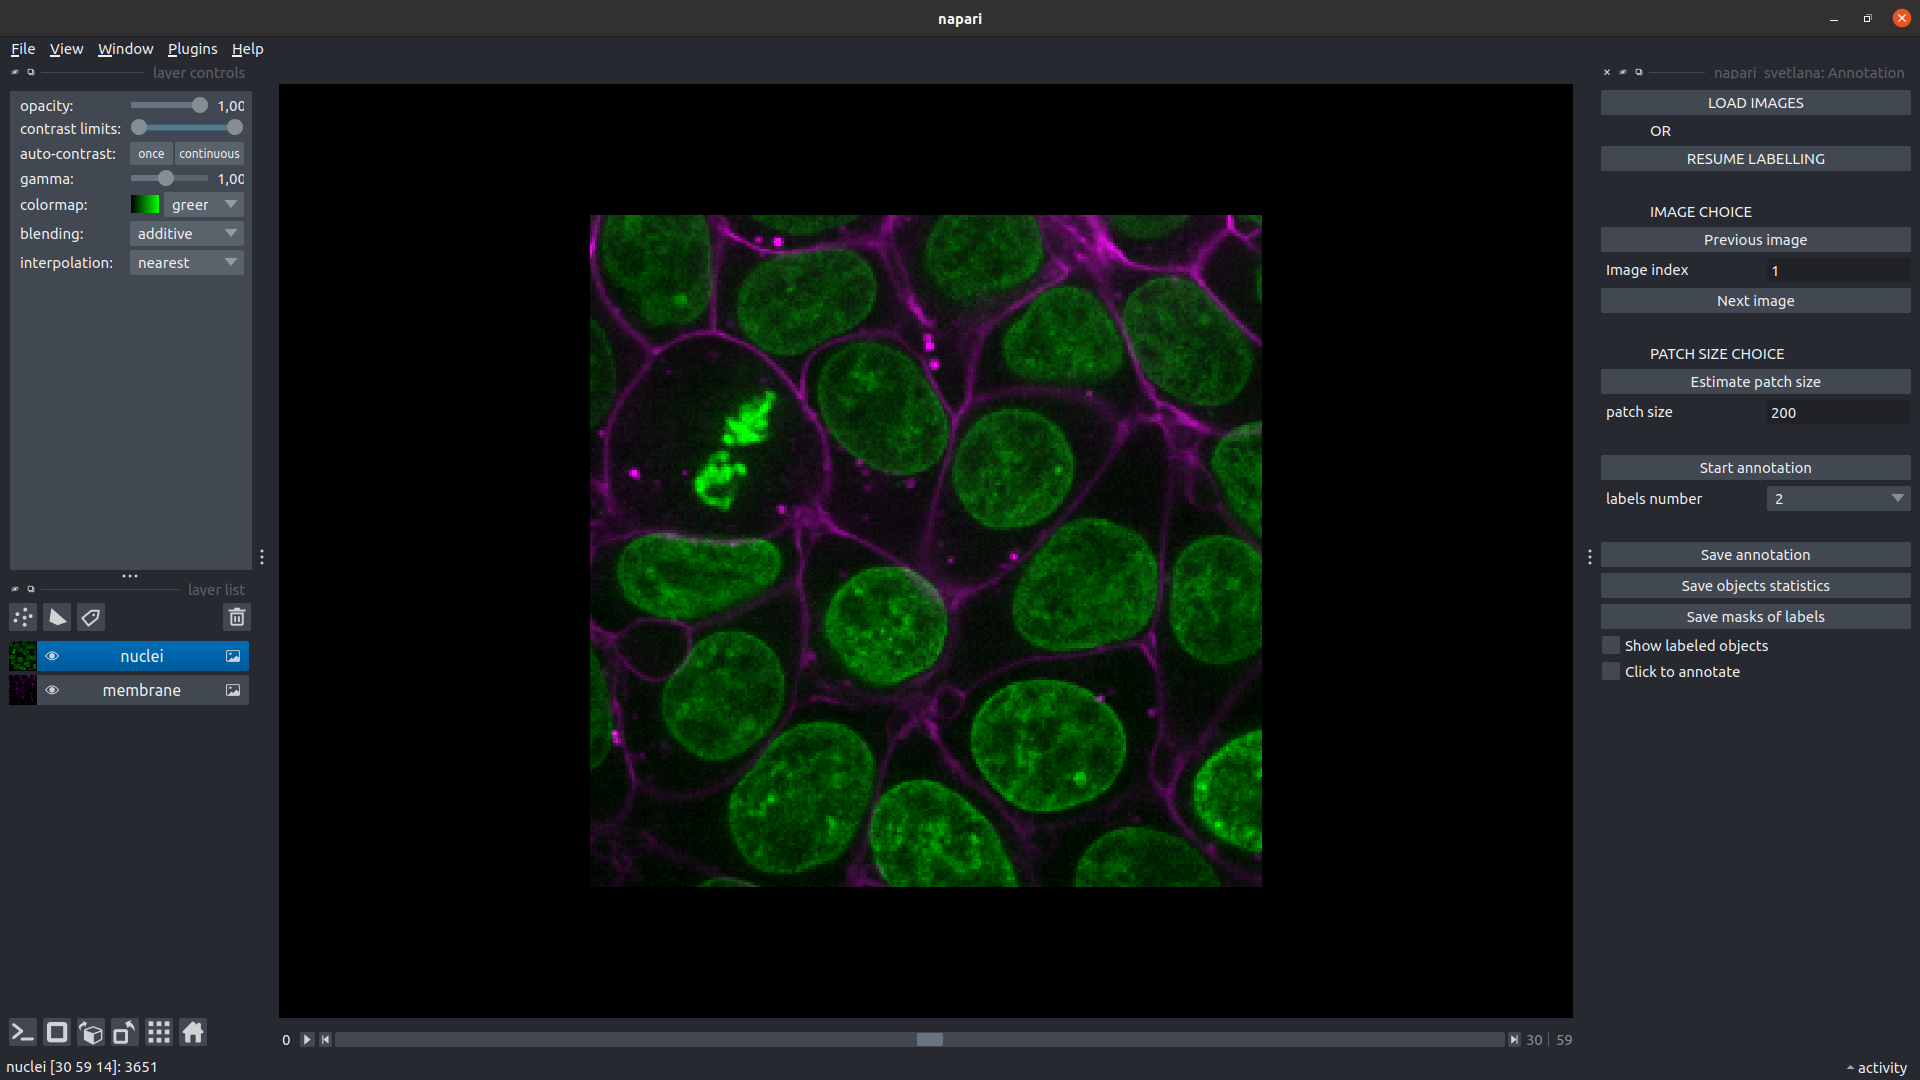 napari
File View Window Plugins Help
layer controls
opacity: 1,00
contrast limits:
auto-contrast: once continuous
gamma: 1,00
colormap: greer
blending: additive
interpolation: nearest
layer list
nuclei
membrane
0 30 59
nuclei [30 59 14]: 3651
napari svetlana: Annotation
LOAD IMAGES
OR
RESUME LABELLING
IMAGE CHOICE
Previous image
Image index 1
Next image
PATCH SIZE CHOICE
Estimate patch size
patch size 200
Start annotation
labels number 2
Save annotation
Save objects statistics
Save masks of labels
Show labeled objects
Click to annotate
activity